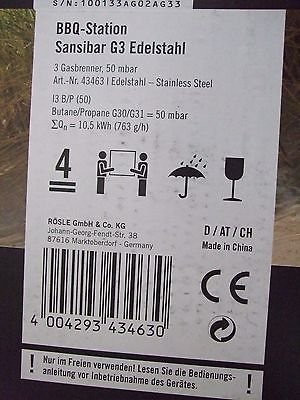 S/N:100133AG02AG33
BBQ-Station
Sansibar G3 Edelstahl
3 Gasbrenner, 50 mbar
Art.-Nr. 43463 | Edelstahl – Stainless Steel
I3 B/P (50)
Butane/Propane G30/G31 = 50 mbar
∑Qn = 10,5 kWh (763 g/h)
4
RÖSLE GmbH & Co. KG
Johann-Georg-Fendt-Str. 38
87616 Marktoberdorf - Germany
D / AT / CH
Made in China
CE
4 004293 434630
! Nur im Freien verwenden! Lesen Sie die Bedienungs- !
anleitung vor Inbetriebnahme des Gerätes.